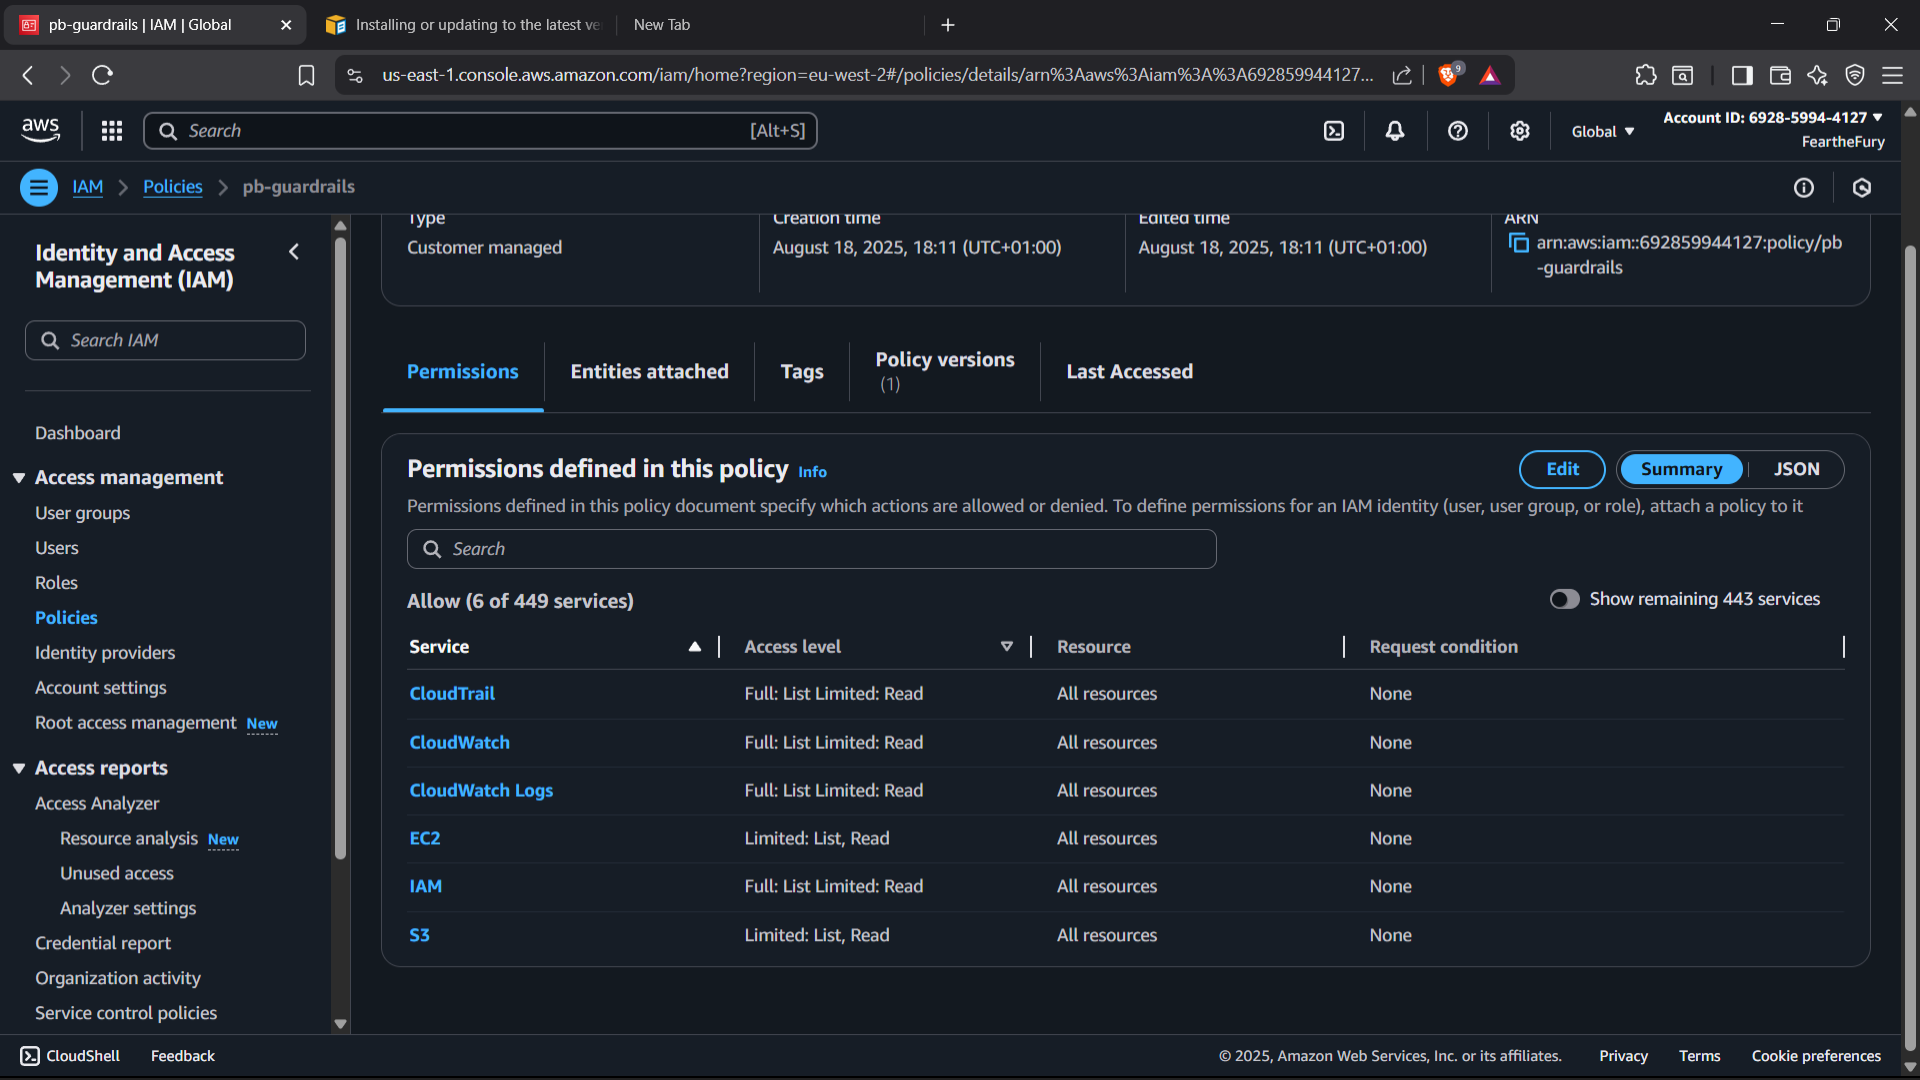 pb-guardrails | IAM | Global
Installing or updating to the latest ve
New Tab
us-east-1.console.aws.amazon.com/iam/home?region=eu-west-2#/policies/details/arn%3Aaws%3Aiam%3A%3A692859944127...
9
aws
Search
[Alt+S]
Global
Account ID: 6928-5994-4127
FeartheFury
IAM
Policies
pb-guardrails
Identity and Access
Management (IAM)
Search IAM
Dashboard
Access management
User groups
Users
Roles
Policies
Identity providers
Account settings
Root access management New
Access reports
Access Analyzer
Resource analysis New
Unused access
Analyzer settings
Credential report
Organization activity
Service control policies
Type
Customer managed
Creation time
August 18, 2025, 18:11 (UTC+01:00)
Edited time
August 18, 2025, 18:11 (UTC+01:00)
ARN
arn:aws:iam::692859944127:policy/pb
-guardrails
Permissions
Entities attached
Tags
Policy versions
(1)
Last Accessed
Permissions defined in this policy Info
Edit
Summary
JSON
Permissions defined in this policy document specify which actions are allowed or denied. To define permissions for an IAM identity (user, user group, or role), attach a policy to it
Search
Allow (6 of 449 services)
Show remaining 443 services
Service Access level Resource Request condition
CloudTrail Full: List Limited: Read All resources None
CloudWatch Full: List Limited: Read All resources None
CloudWatch Logs Full: List Limited: Read All resources None
EC2 Limited: List, Read All resources None
IAM Full: List Limited: Read All resources None
S3 Limited: List, Read All resources None
CloudShell
Feedback
© 2025, Amazon Web Services, Inc. or its affiliates.
Privacy
Terms
Cookie preferences